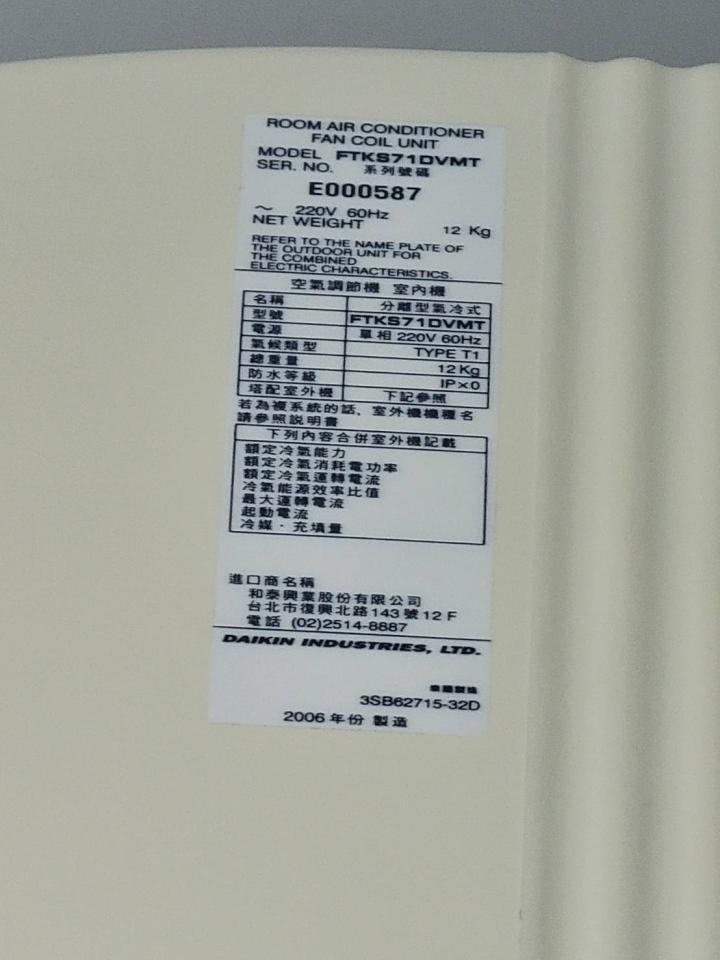 ROOM AIR CONDITIONER
FAN COIL UNIT
MODEL FTKS71DVMT
SER. NO. 系列號碼
E000587
～ 220V 60Hz
NET WEIGHT 12 Kg
REFER TO THE NAME PLATE OF
THE OUTDOOR UNIT FOR
THE COMBINED
ELECTRIC CHARACTERISTICS.
空氣調節機 室內機
名稱 分離型氣冷式
型號 FTKS71DVMT
電源 單相 220V 60Hz
氣候類型 TYPE T1
總重量 12 Kg
防水等級 IP×0
塔配室外機 下記參照
若為複系統的話，室外機機種名
請參照說明書
下列內容合併室外機記載
額定冷氣能力
額定冷氣消耗電功率
額定冷氣運轉電流
冷氣能源效率比值
最大運轉電流
起動電流
冷媒・充填量
進口商名稱
和泰興業股份有限公司
台北市復興北路143號12F
電話 (02)2514-8887
DAIKIN INDUSTRIES, LTD.
泰國製造
3SB62715-32D
2006年份 製造